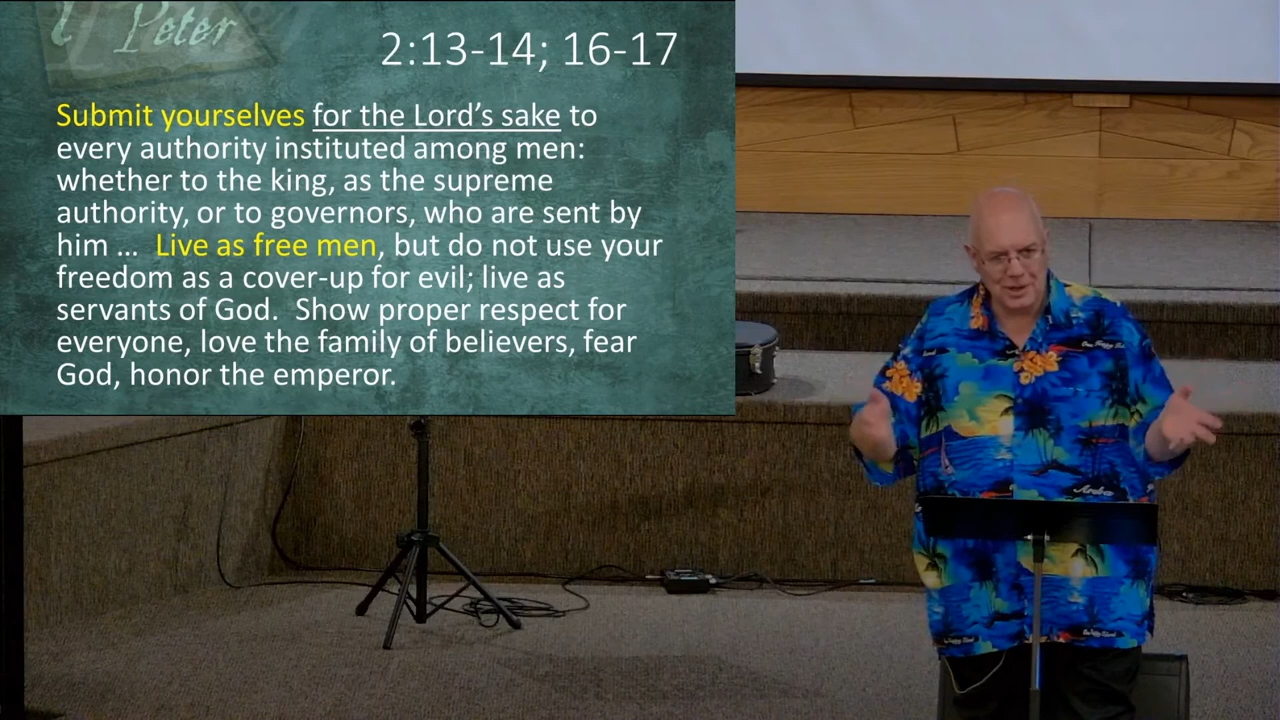 Peter
2:13-14; 16-17
Submit yourselves for the Lord’s sake to
every authority instituted among men:
whether to the king, as the supreme
authority, or to governors, who are sent by
him … Live as free men, but do not use your
freedom as a cover-up for evil; live as
servants of God.  Show proper respect for
everyone, love the family of believers, fear
God, honor the emperor.
Aruba